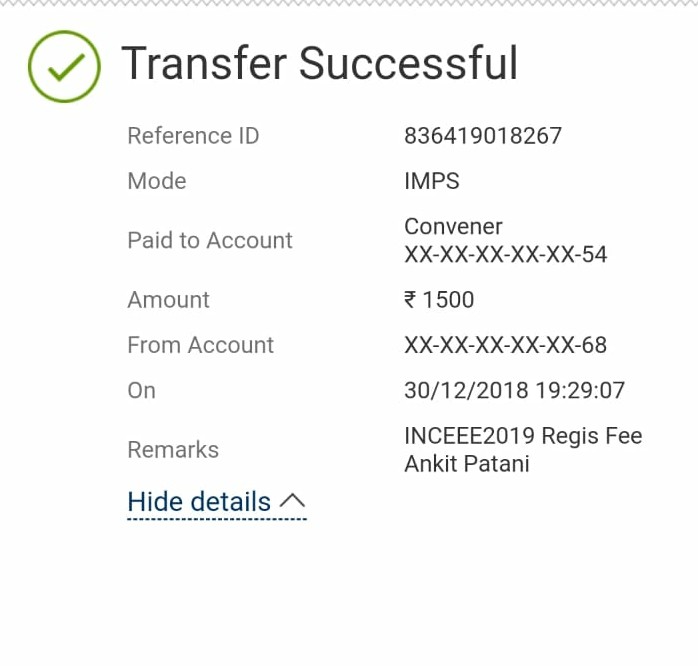 Transfer Successful
Reference ID 836419018267
Mode IMPS
Paid to Account Convener
XX-XX-XX-XX-XX-54
Amount ₹ 1500
From Account XX-XX-XX-XX-XX-68
On 30/12/2018 19:29:07
Remarks INCEEE2019 Regis Fee
Ankit Patani
Hide details